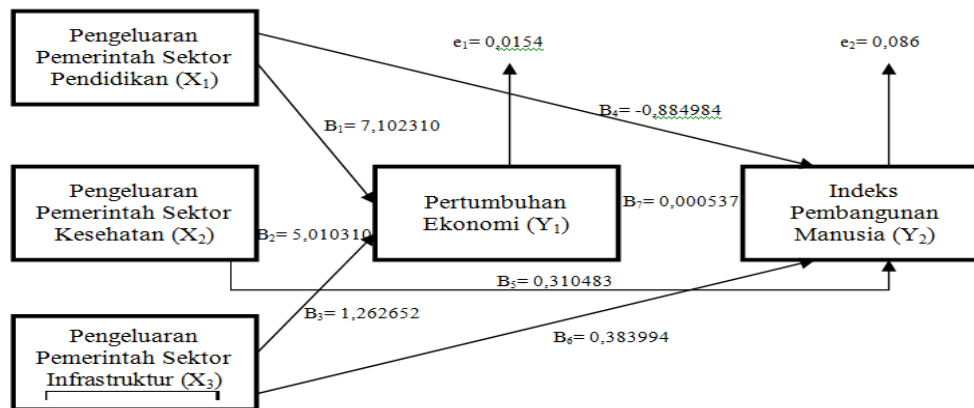 Pengeluaran
Pemerintah Sektor
Pendidikan (X₁)
e₁= 0,0154
e₂= 0,086
B₁= 7,102310
B₄= -0,884984
Pengeluaran
Pemerintah Sektor
Kesehatan (X₂)
B₂= 5,010310
Pertumbuhan
Ekonomi (Y₁)
B₇= 0,000537
Indeks
Pembangunan
Manusia (Y₂)
B₅= 0,310483
B₃= 1,262652
B₆= 0,383994
Pengeluaran
Pemerintah Sektor
Infrastruktur (X₃)